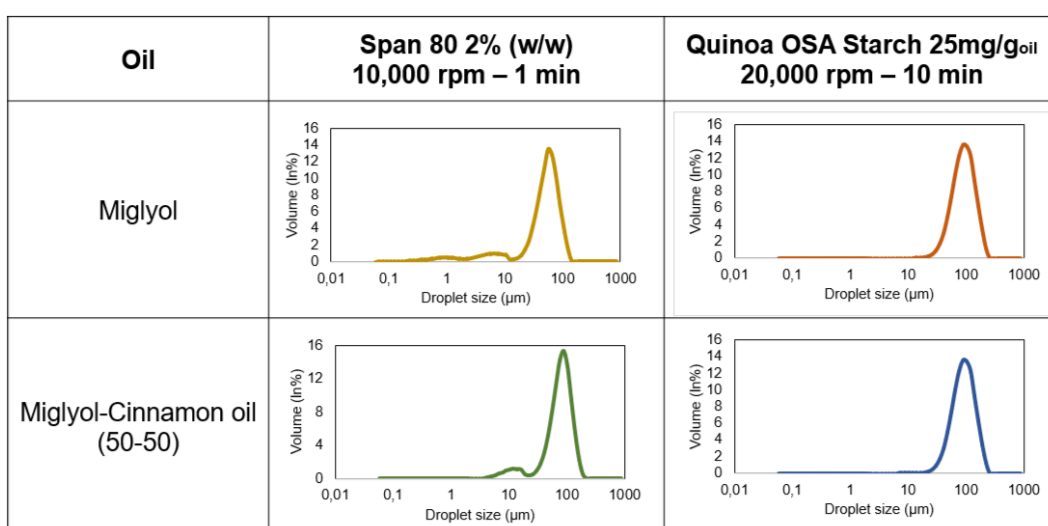 Oil
Span 80 2% (w/w)
10,000 rpm – 1 min
Quinoa OSA Starch 25mg/goil
20,000 rpm – 10 min
Miglyol
Volume (In%)
16
14
12
10
8
6
4
2
0
0,01 0,1 1 10 100 1000
Droplet size (µm)
Volume (In%)
16
14
12
10
8
6
4
2
0
0,01 0,1 1 10 100 1000
Droplet size (µm)
Miglyol-Cinnamon oil
(50-50)
Volume (In%)
16
12
8
4
0
0,01 0,1 1 10 100 1000
Droplet size (µm)
Volume (In%)
16
14
12
10
8
6
4
2
0
0,01 0,1 1 10 100 1000
Droplet size (µm)